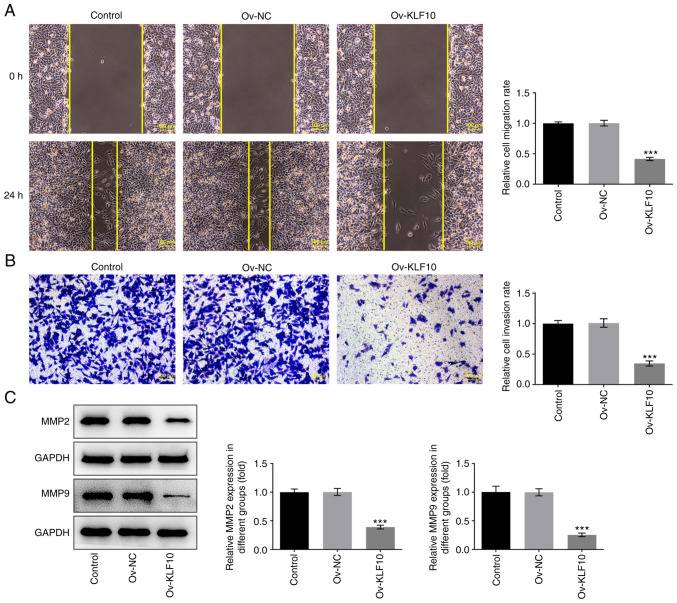 A
Control
Ov-NC
Ov-KLF10
0 h
24 h
Relative cell migration rate
1.5
1.0
0.5
0.0
***
Control
Ov-NC
Ov-KLF10
B
Control
Ov-NC
Ov-KLF10
Relative cell invasion rate
1.5
1.0
0.5
0.0
***
Control
Ov-NC
Ov-KLF10
C
MMP2
GAPDH
MMP9
GAPDH
Control
Ov-NC
Ov-KLF10
Relative MMP2 expression in
different groups (fold)
1.5
1.0
0.5
0.0
***
Control
Ov-NC
Ov-KLF10
Relative MMP9 expression in
different groups (fold)
1.5
1.0
0.5
0.0
***
Control
Ov-NC
Ov-KLF10